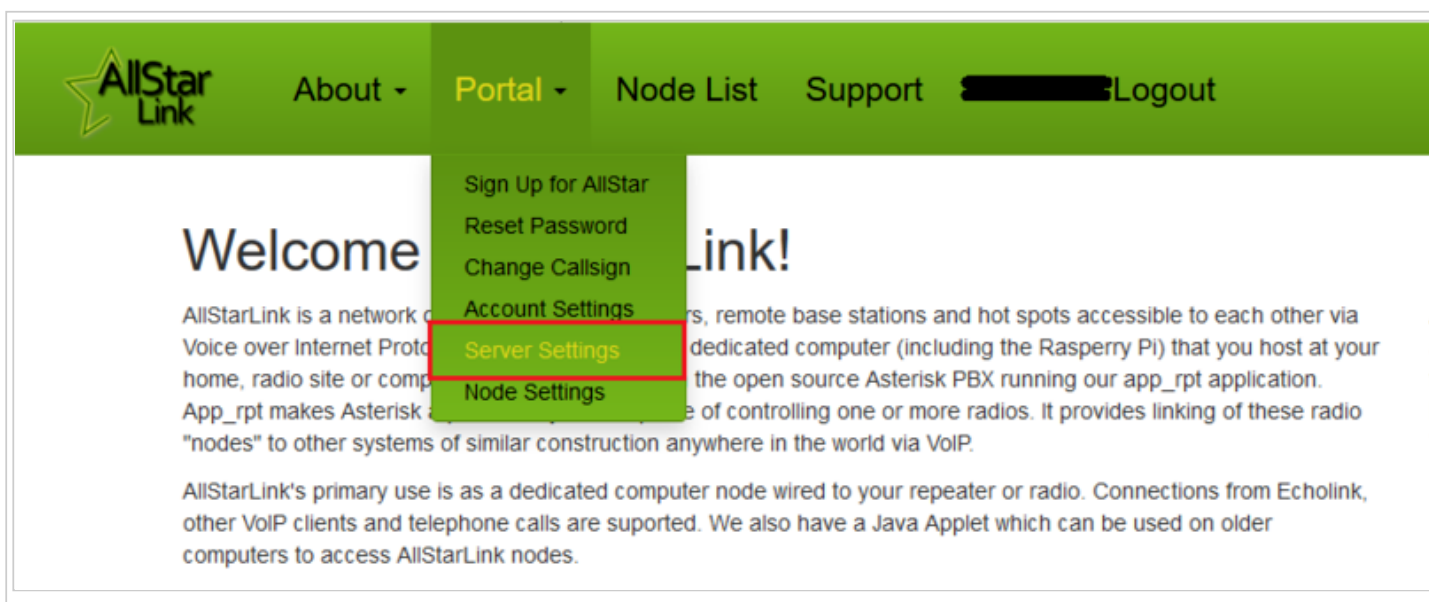 AllStar Link
About
Portal
Node List
Support
Logout
Sign Up for AllStar
Reset Password
Change Callsign
Account Settings
Server Settings
Node Settings
Welcome Link!
AllStarLink is a network rs, remote base stations and hot spots accessible to each other via
Voice over Internet dedicated computer (including the Rasperry Pi) that you host at your
home, radio site or the open source Asterisk PBX running our app_rpt application.
App_rpt makes Asterisk of controlling one or more radios. It provides linking of these radio
"nodes" to other systems of similar construction anywhere in the world via VoIP.
AllStarLink's primary use is as a dedicated computer node wired to your repeater or radio. Connections from Echolink,
other VoIP clients and telephone calls are suported. We also have a Java Applet which can be used on older
computers to access AllStarLink nodes.